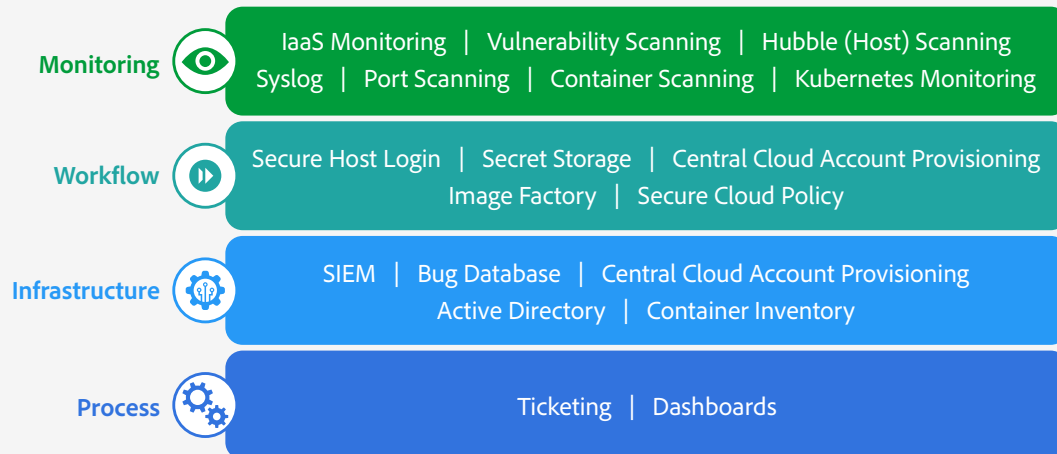 Monitoring
IaaS Monitoring | Vulnerability Scanning | Hubble (Host) Scanning
Syslog | Port Scanning | Container Scanning | Kubernetes Monitoring
Workflow
Secure Host Login | Secret Storage | Central Cloud Account Provisioning
Image Factory | Secure Cloud Policy
Infrastructure
SIEM | Bug Database | Central Cloud Account Provisioning
Active Directory | Container Inventory
Process
Ticketing | Dashboards